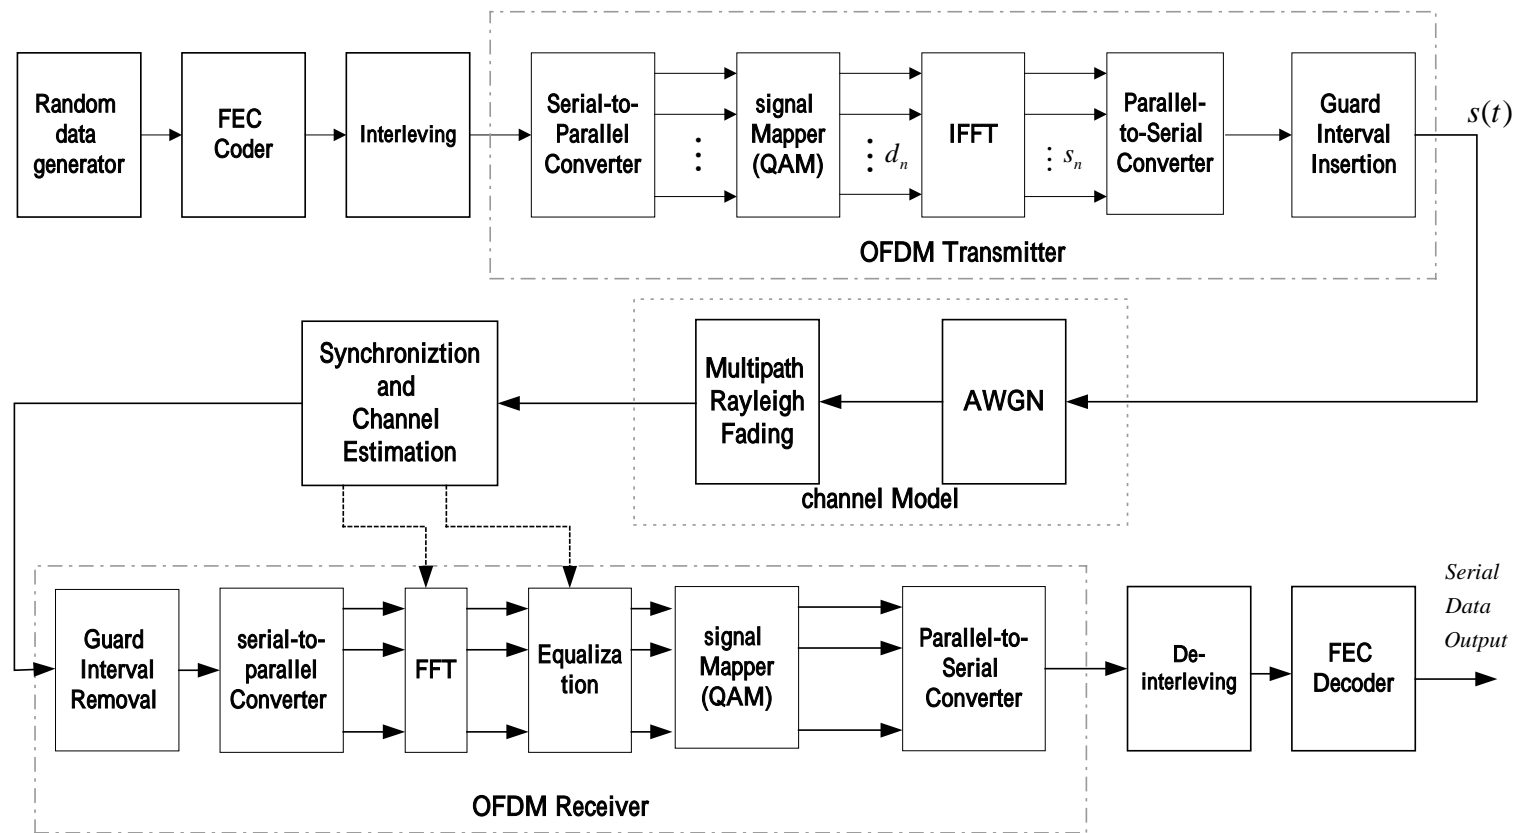 Random
data
generator
FEC
Coder
Interleving
Serial-to-
Parallel
Converter
signal
Mapper
(QAM)
d_n
IFFT
s_n
Parallel-
to-Serial
Converter
Guard
Interval
Insertion
s(t)
OFDM Transmitter
Synchroniztion
and
Channel
Estimation
Multipath
Rayleigh
Fading
AWGN
channel Model
Guard
Interval
Removal
serial-to-
parallel
Converter
FFT
Equaliza
tion
signal
Mapper
(QAM)
Parallel-to-
Serial
Converter
De-
interleving
FEC
Decoder
Serial
Data
Output
OFDM Receiver